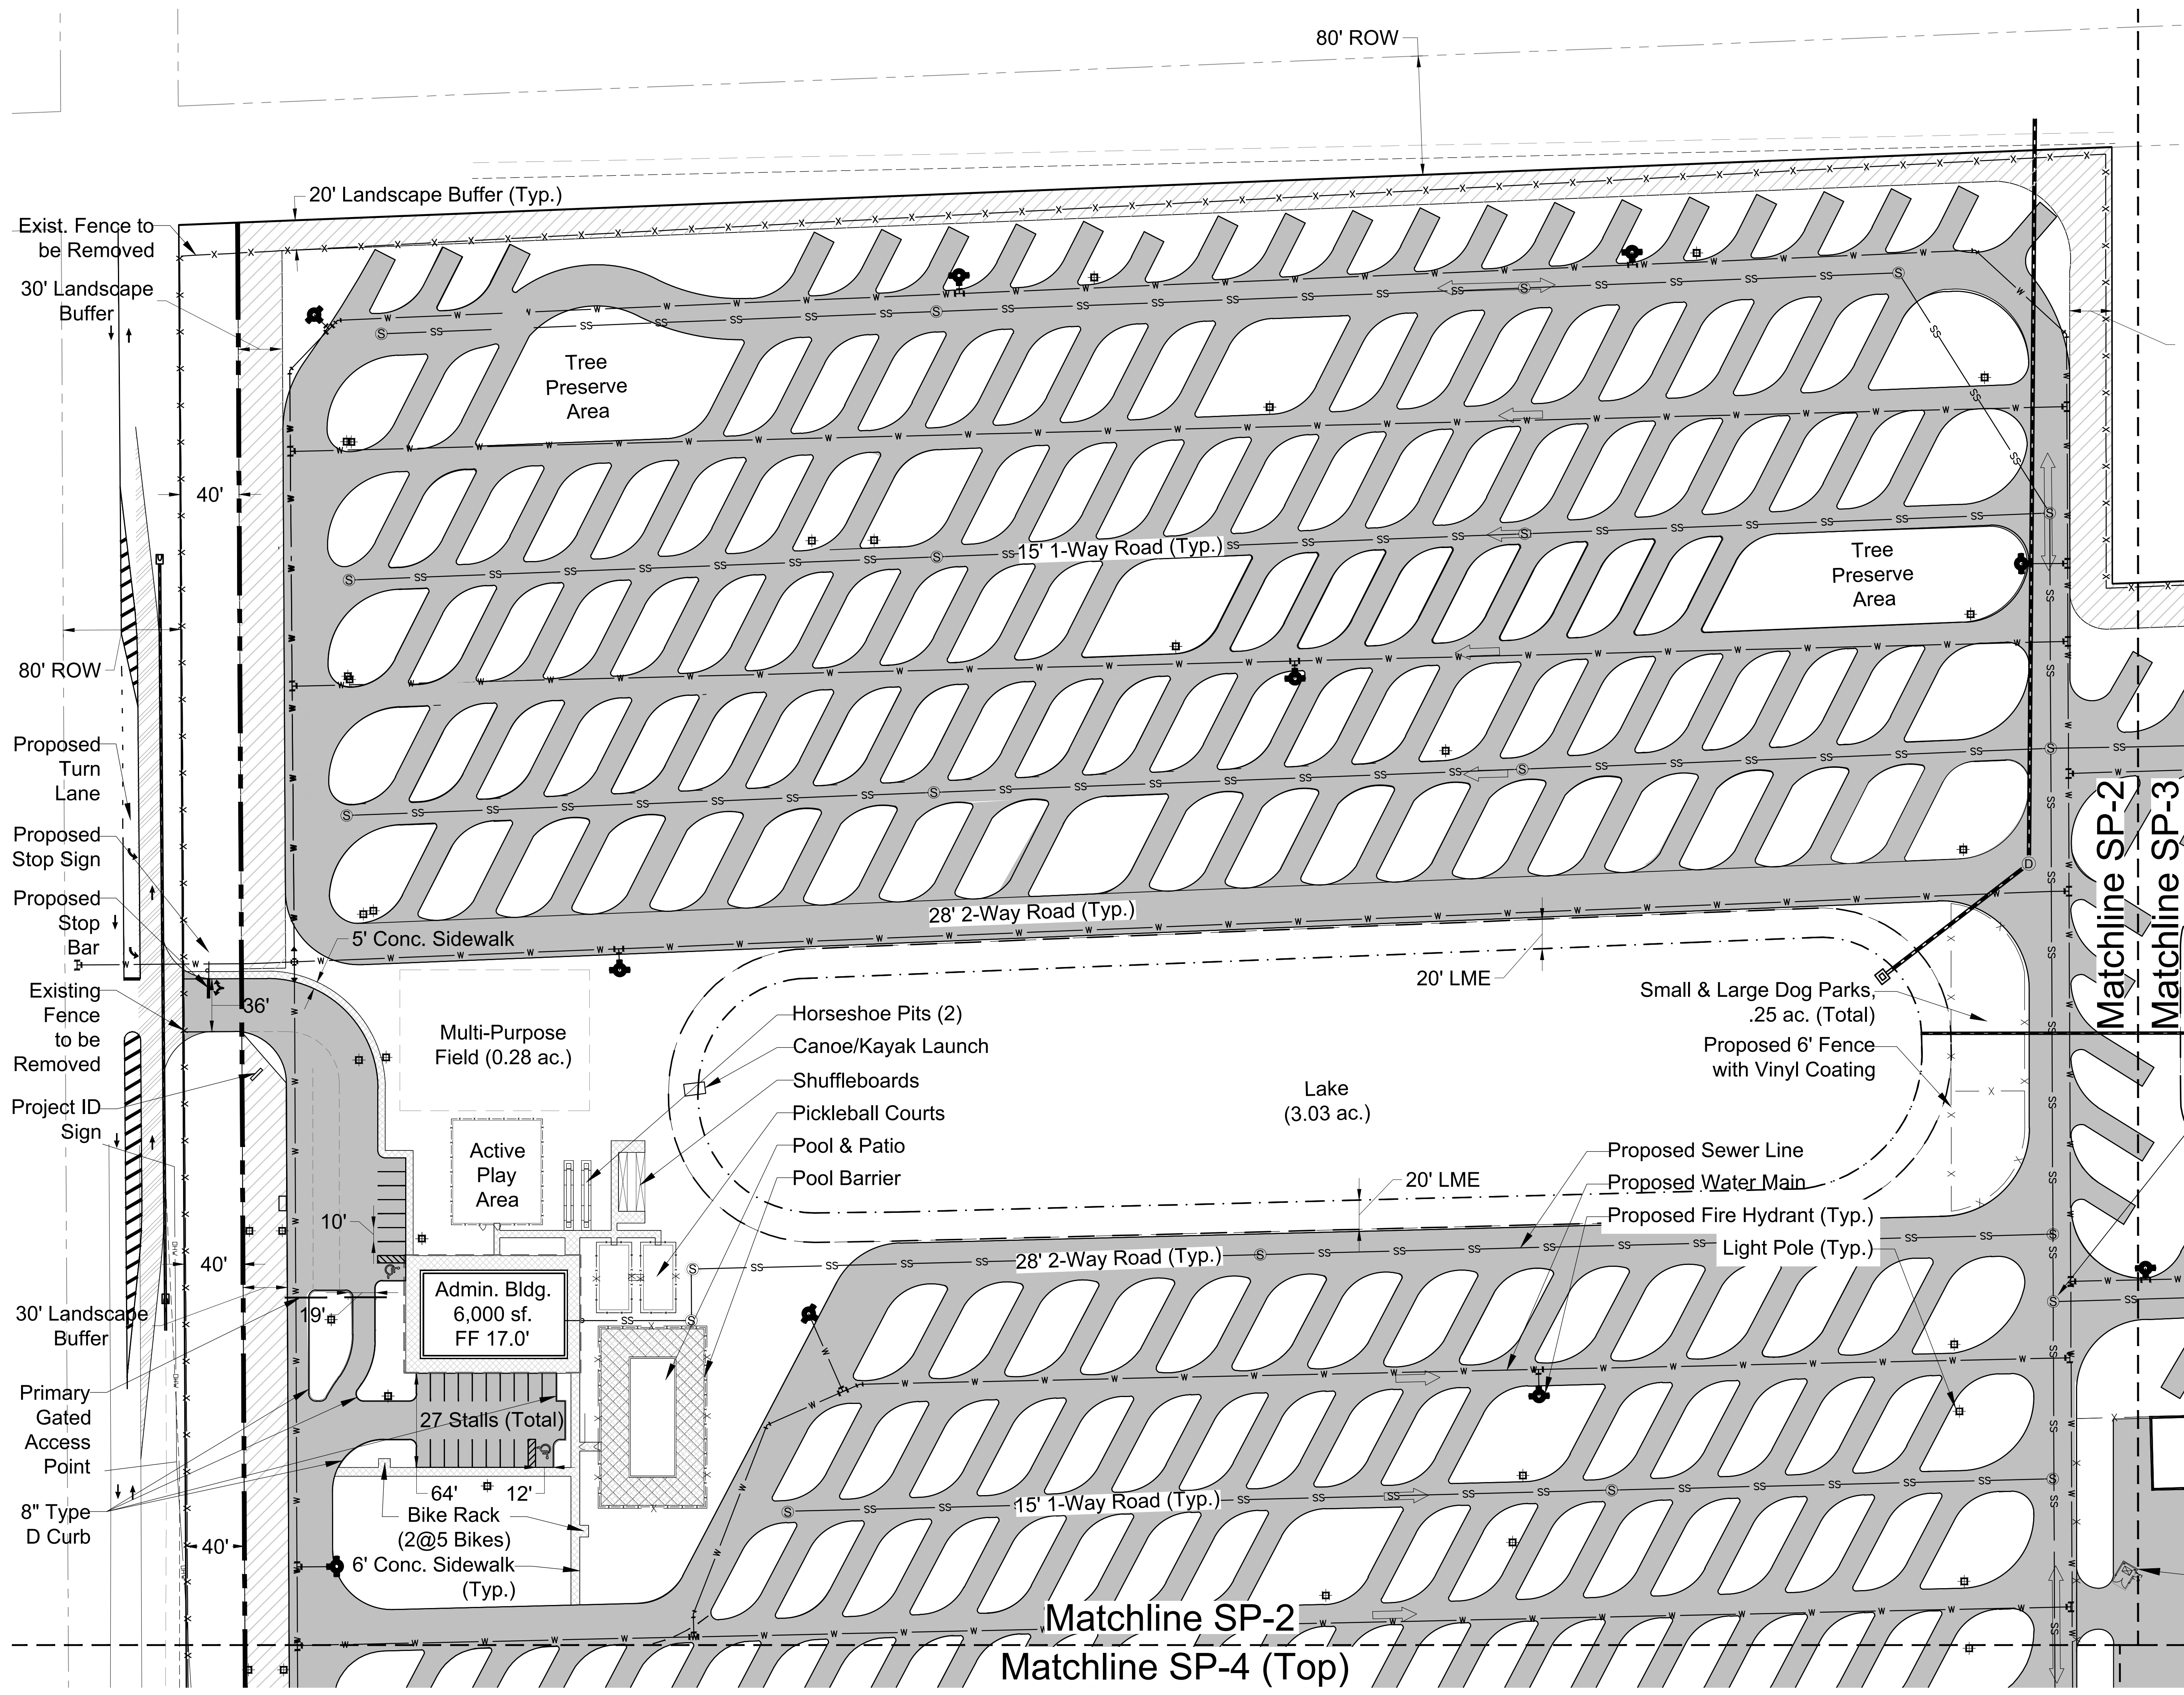 80' ROW
20' Landscape Buffer (Typ.)
Exist. Fence to
be Removed
30' Landscape
Buffer
Tree
Preserve
Area
40'
15' 1-Way Road (Typ.)
Tree
Preserve
Area
80' ROW
Proposed
Turn
Lane
Proposed
Stop Sign
Proposed
Stop
Bar
Existing
Fence
to be
Removed
Project ID
Sign
28' 2-Way Road (Typ.)
5' Conc. Sidewalk
36'
20' LME
Multi-Purpose
Field (0.28 ac.)
Horseshoe Pits (2)
Canoe/Kayak Launch
Shuffleboards
Pickleball Courts
Pool & Patio
Pool Barrier
Active
Play
Area
Lake
(3.03 ac.)
Small & Large Dog Parks,
.25 ac. (Total)
Proposed 6' Fence
with Vinyl Coating
Matchline SP-2
Matchline SP-3
20' LME
Proposed Sewer Line
Proposed Water Main
Proposed Fire Hydrant (Typ.)
Light Pole (Typ.)
28' 2-Way Road (Typ.)
10'
40'
30' Landscape
Buffer
19'
Admin. Bldg.
6,000 sf.
FF 17.0'
Primary
Gated
Access
Point
8" Type
D Curb
27 Stalls (Total)
64'
12'
Bike Rack
(2@5 Bikes)
6' Conc. Sidewalk
(Typ.)
40'
15' 1-Way Road (Typ.)
Matchline SP-2
Matchline SP-4 (Top)